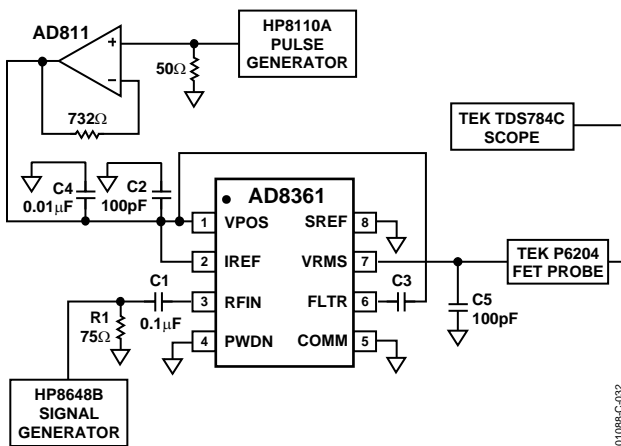 AD811
+
–
732Ω
50Ω
HP8110A
PULSE
GENERATOR
TEK TDS784C
SCOPE
C4
0.01μF
C2
100pF
AD8361
1 VPOS
SREF 8
2 IREF
VRMS 7
3 RFIN
FLTR 6
4 PWDN
COMM 5
C1
0.1μF
R1
75Ω
C3
TEK P6204
FET PROBE
C5
100pF
HP8648B
SIGNAL
GENERATOR
01088-C-032